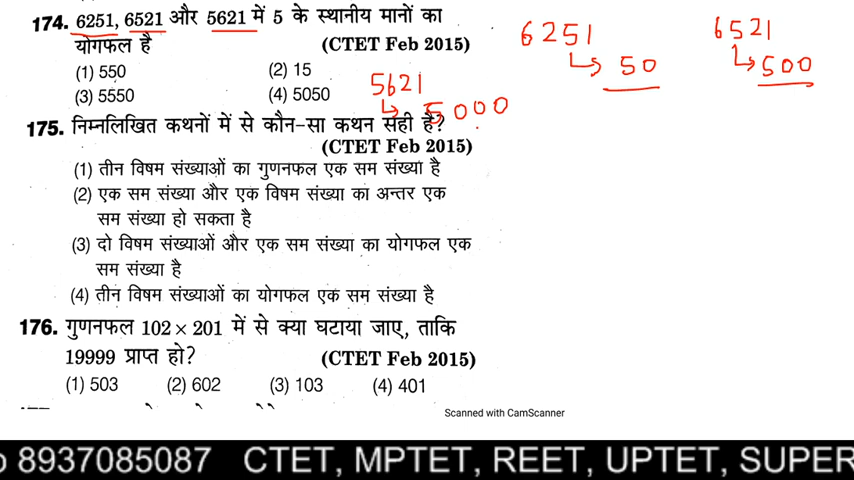 174. 6251, 6521 और 5621 में 5 के स्थानीय मानों का
योगफल है (CTET Feb 2015)
(1) 550 (2) 15
(3) 5550 (4) 5050
6251
50
6521
500
5621
5000
175. निम्नलिखित कथनों में से कौन-सा कथन सही है?
(CTET Feb 2015)
(1) तीन विषम संख्याओं का गुणनफल एक सम संख्या है
(2) एक सम संख्या और एक विषम संख्या का अन्तर एक
सम संख्या हो सकता है
(3) दो विषम संख्याओं और एक सम संख्या का योगफल एक
सम संख्या है
(4) तीन विषम संख्याओं का योगफल एक सम संख्या है
176. गुणनफल 102 × 201 में से क्या घटाया जाए, ताकि
19999 प्राप्त हो? (CTET Feb 2015)
(1) 503 (2) 602 (3) 103 (4) 401
Scanned with CamScanner
8937085087 CTET, MPTET, REET, UPTET, SUPER